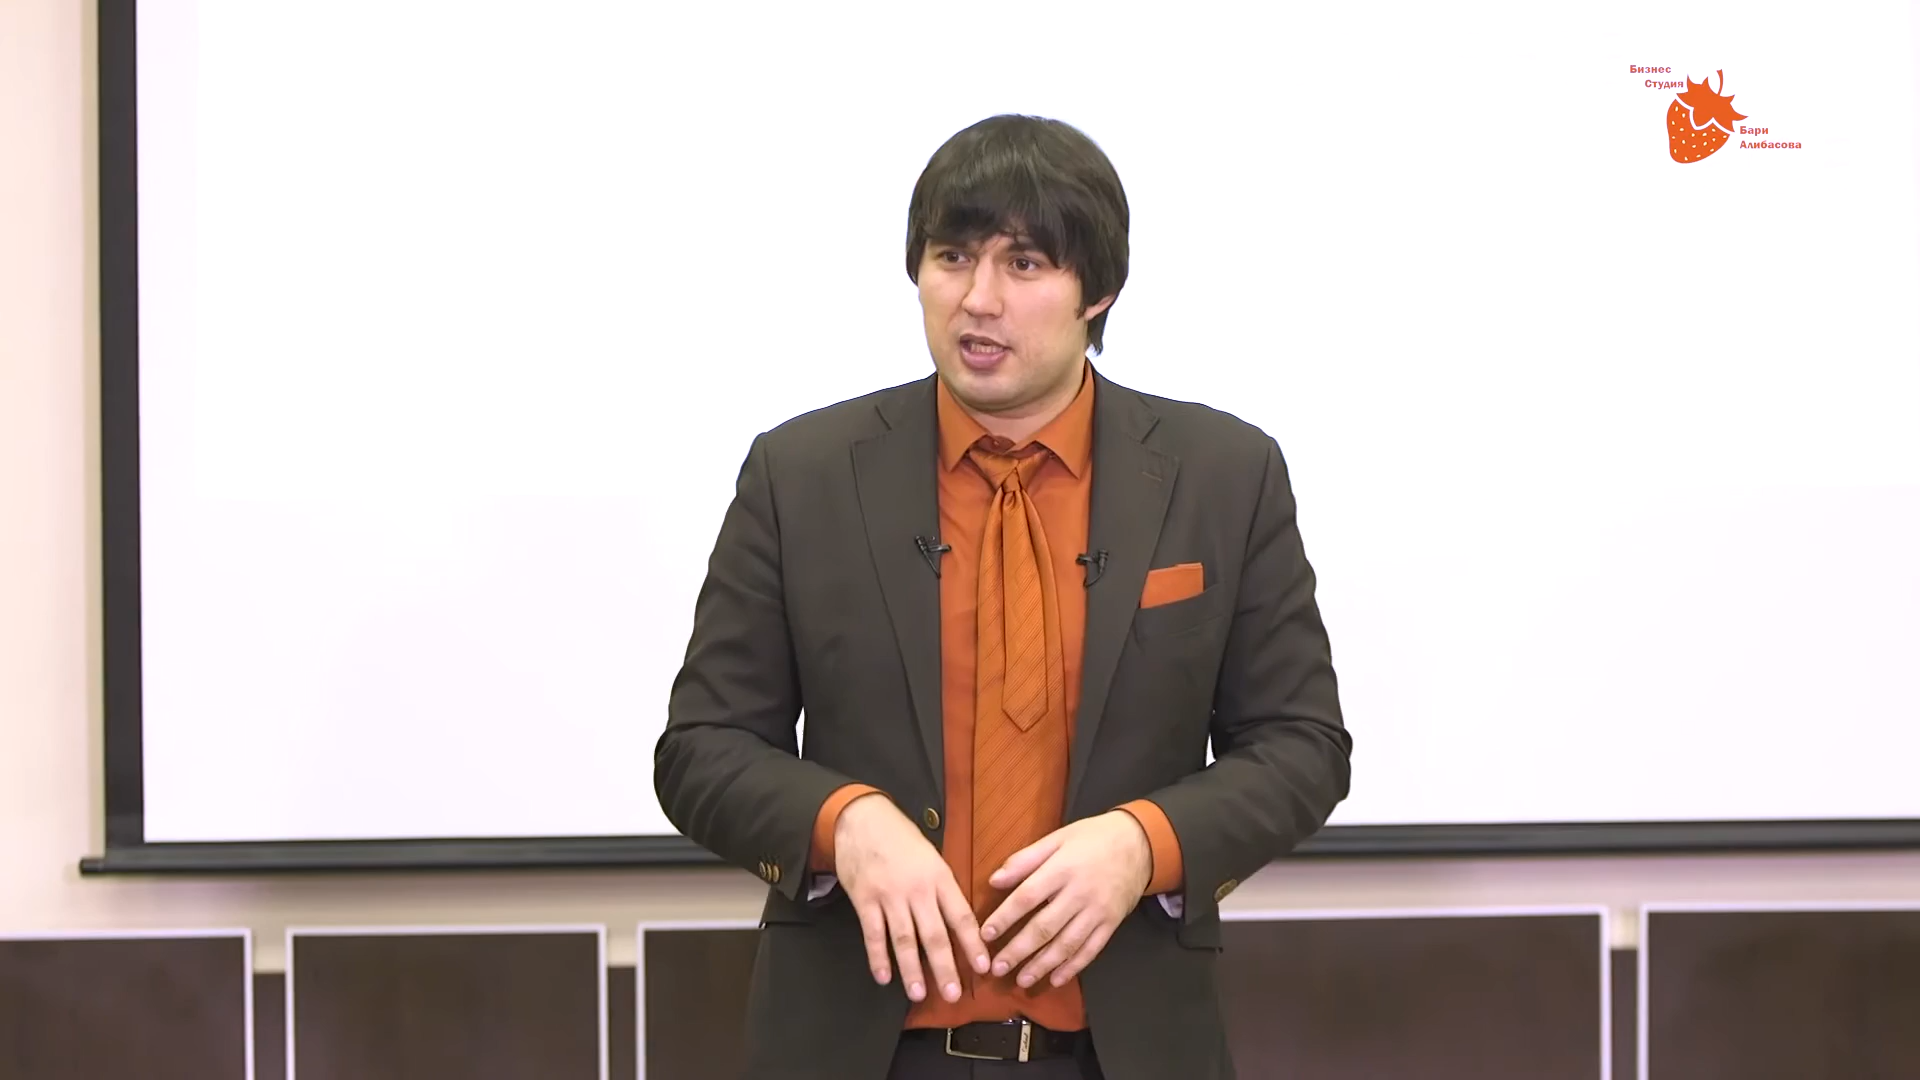 Бизнес
Студия
Бари
Алибасова